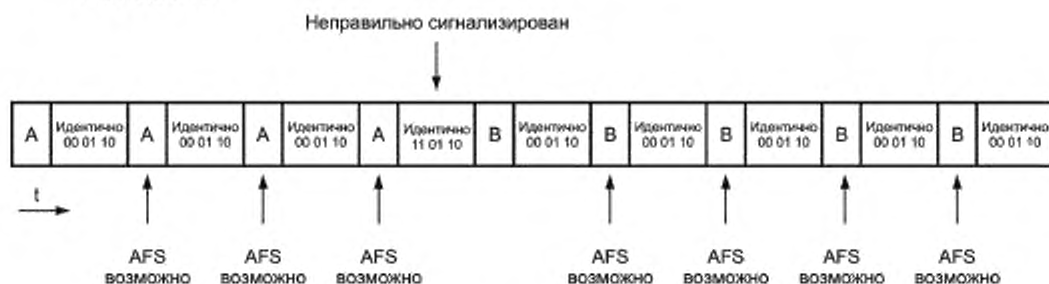 Неправильно сигнализирован
A Идентично A Идентично A Идентично A Идентично B Идентично B Идентично B Идентично B Идентично B Идентично
00 01 10 00 01 10 00 01 10 11 01 10 00 01 10 00 01 10 00 01 10 00 01 10 00 01 10
t
AFS AFS AFS AFS AFS AFS AFS
возможно возможно возможно возможно возможно возможно возможно